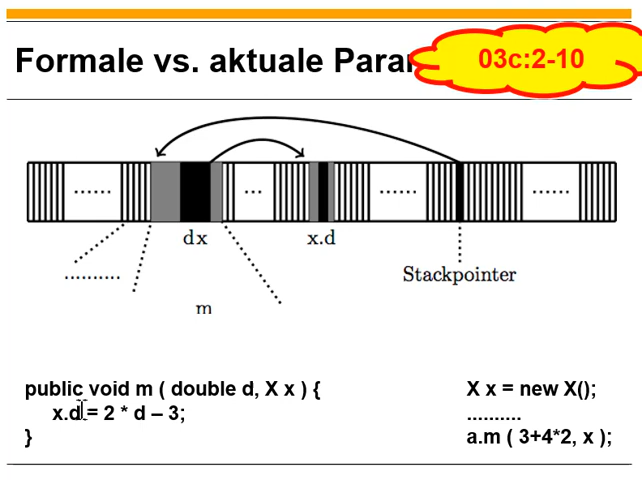 Formale vs. aktuale Para
03c:2-10
...... ... ...... ......
d x x.d
Stackpointer
..........
m
public void m ( double d, X x ) {
x.d = 2 * d – 3;
}
X x = new X();
..........
a.m ( 3+4*2, x );